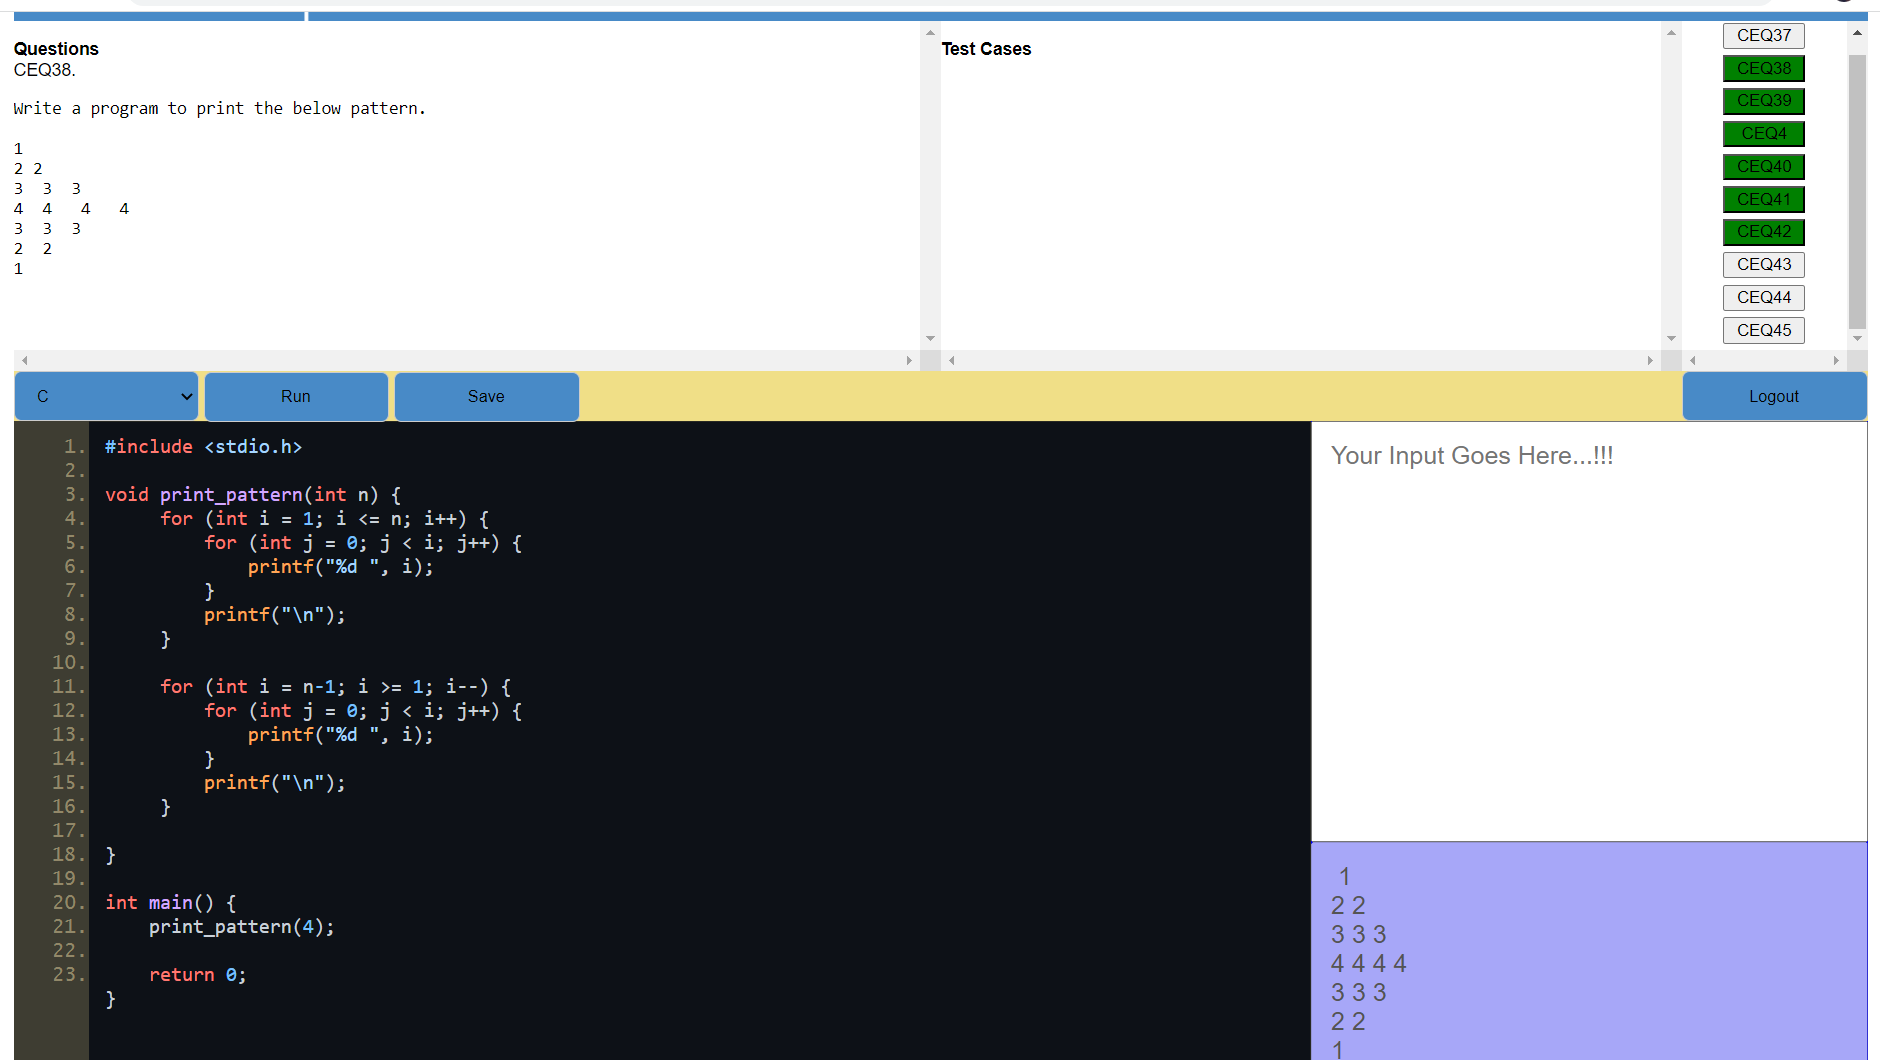 Questions
CEQ38.
Write a program to print the below pattern.
1
2 2
3  3  3
4  4   4   4
3  3  3
2  2
1
Test Cases
CEQ37
CEQ38
CEQ39
CEQ4
CEQ40
CEQ41
CEQ42
CEQ43
CEQ44
CEQ45
C
Run
Save
Logout
1. #include <stdio.h>
2.
3. void print_pattern(int n) {
4.      for (int i = 1; i <= n; i++) {
5.          for (int j = 0; j < i; j++) {
6.              printf("%d ", i);
7.          }
8.          printf("\n");
9.      }
10.
11.      for (int i = n-1; i >= 1; i--) {
12.          for (int j = 0; j < i; j++) {
13.              printf("%d ", i);
14.          }
15.          printf("\n");
16.      }
17.
18. }
19.
20. int main() {
21.     print_pattern(4);
22.
23.     return 0;
}
Your Input Goes Here...!!!
1
2 2
3 3 3
4 4 4 4
3 3 3
2 2
1